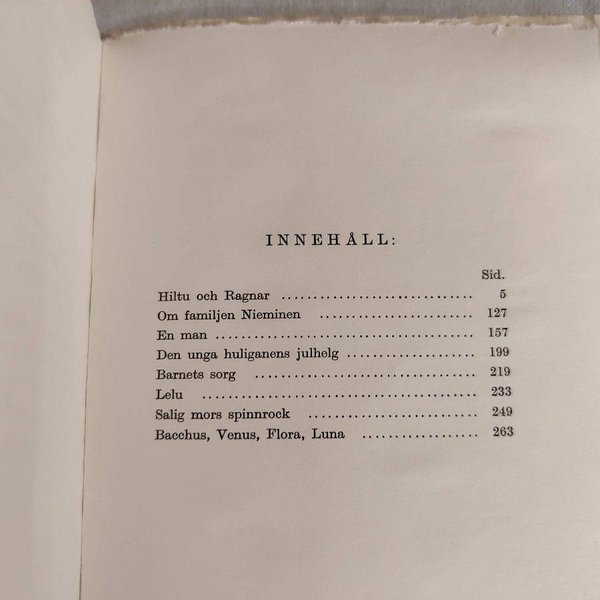 INNEHÅLL:
Sid.
Hiltu och Ragnar ........................... 5
Om familjen Nieminen ...................... 127
En man ..................................... 157
Den unga huliganens julhelg ................... 199
Barnets sorg ............................... 219
Lelu ....................................... 233
Salig mors spinnrock ........................ 249
Bacchus, Venus, Flora, Luna ................. 263